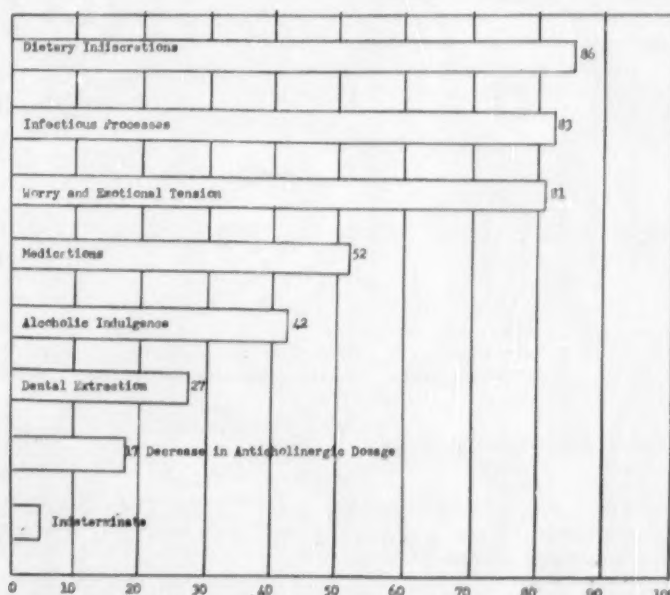 Dietary Indiscretions 86
Infectious Processes 83
Worry and Emotional Tension 81
Medications 52
Alcoholic Indulgence 42
Dental Extraction 27
17 Decrease in Anticholinergic Dosage
Indeterminate
0 10 20 30 40 50 60 70 80 90 100